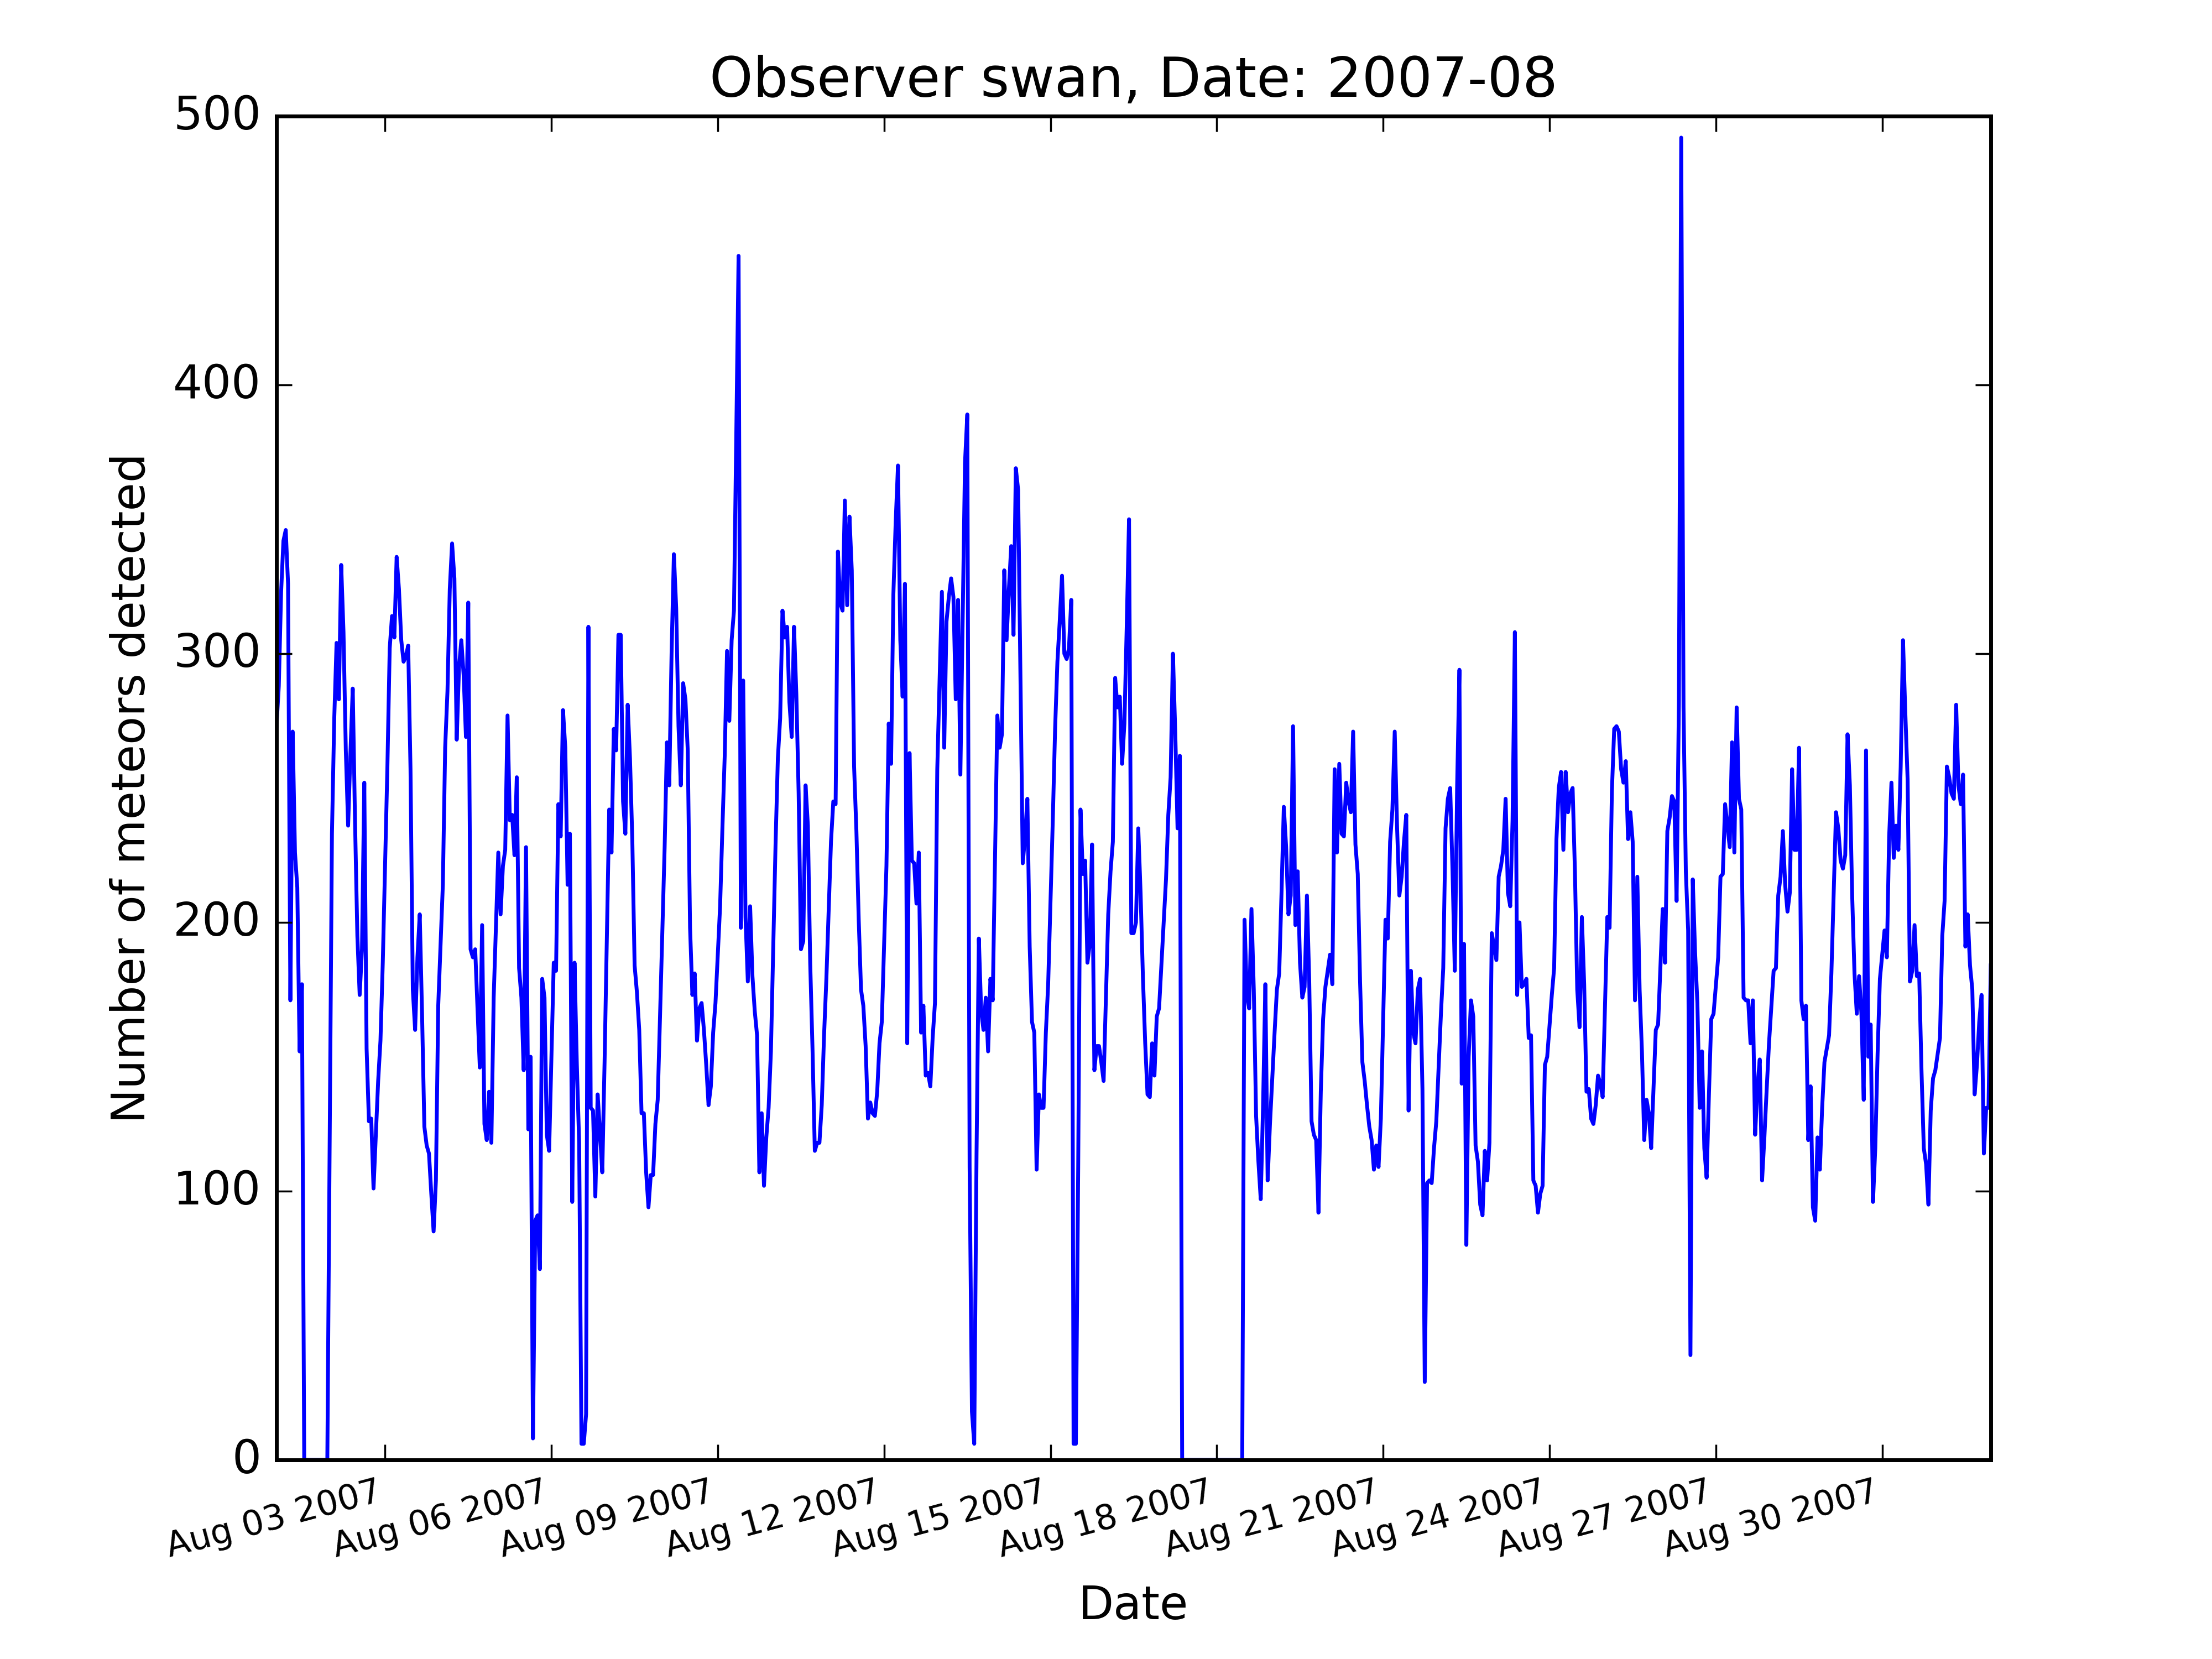 Observer swan, Date: 2007-08
Number of meteors detected
500
400
300
200
100
0
Aug 03 2007
Aug 06 2007
Aug 09 2007
Aug 12 2007
Aug 15 2007
Aug 18 2007
Aug 21 2007
Aug 24 2007
Aug 27 2007
Aug 30 2007
Date